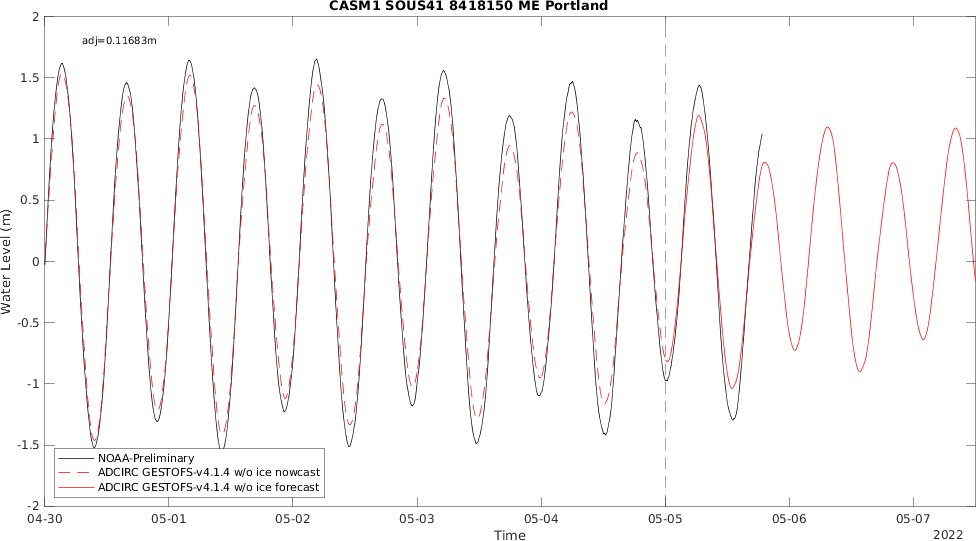 CASM1 SOUS41 8418150 ME Portland
adj=0.11683m
2
1.5
1
0.5
0
-0.5
-1
-1.5
-2
Water Level (m)
NOAA-Preliminary
ADCIRC GESTOFS-v4.1.4 w/o ice nowcast
ADCIRC GESTOFS-v4.1.4 w/o ice forecast
04-30 05-01 05-02 05-03 05-04 05-05 05-06 05-07
Time
2022